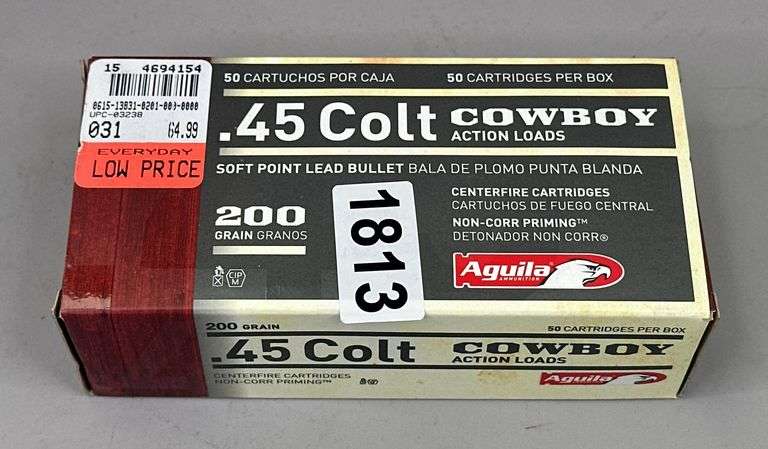 15 4694154
0615-13831-0201-009-0000
UPC-03238
031 64.99
EVERYDAY
LOW PRICE
50 CARTUCHOS POR CAJA 50 CARTRIDGES PER BOX
.45 Colt COWBOY
ACTION LOADS
SOFT POINT LEAD BULLET BALA DE PLOMO PUNTA BLANDA
200
GRAIN GRANOS
1813
CENTERFIRE CARTRIDGES
CARTUCHOS DE FUEGO CENTRAL
NON-CORR PRIMING™
DETONADOR NON CORR®
CIP
M
Aguila
AMMUNITION
200 GRAIN 50 CARTRIDGES PER BOX
.45 Colt COWBOY
ACTION LOADS
CENTERFIRE CARTRIDGES
NON-CORR PRIMING™
Aguila